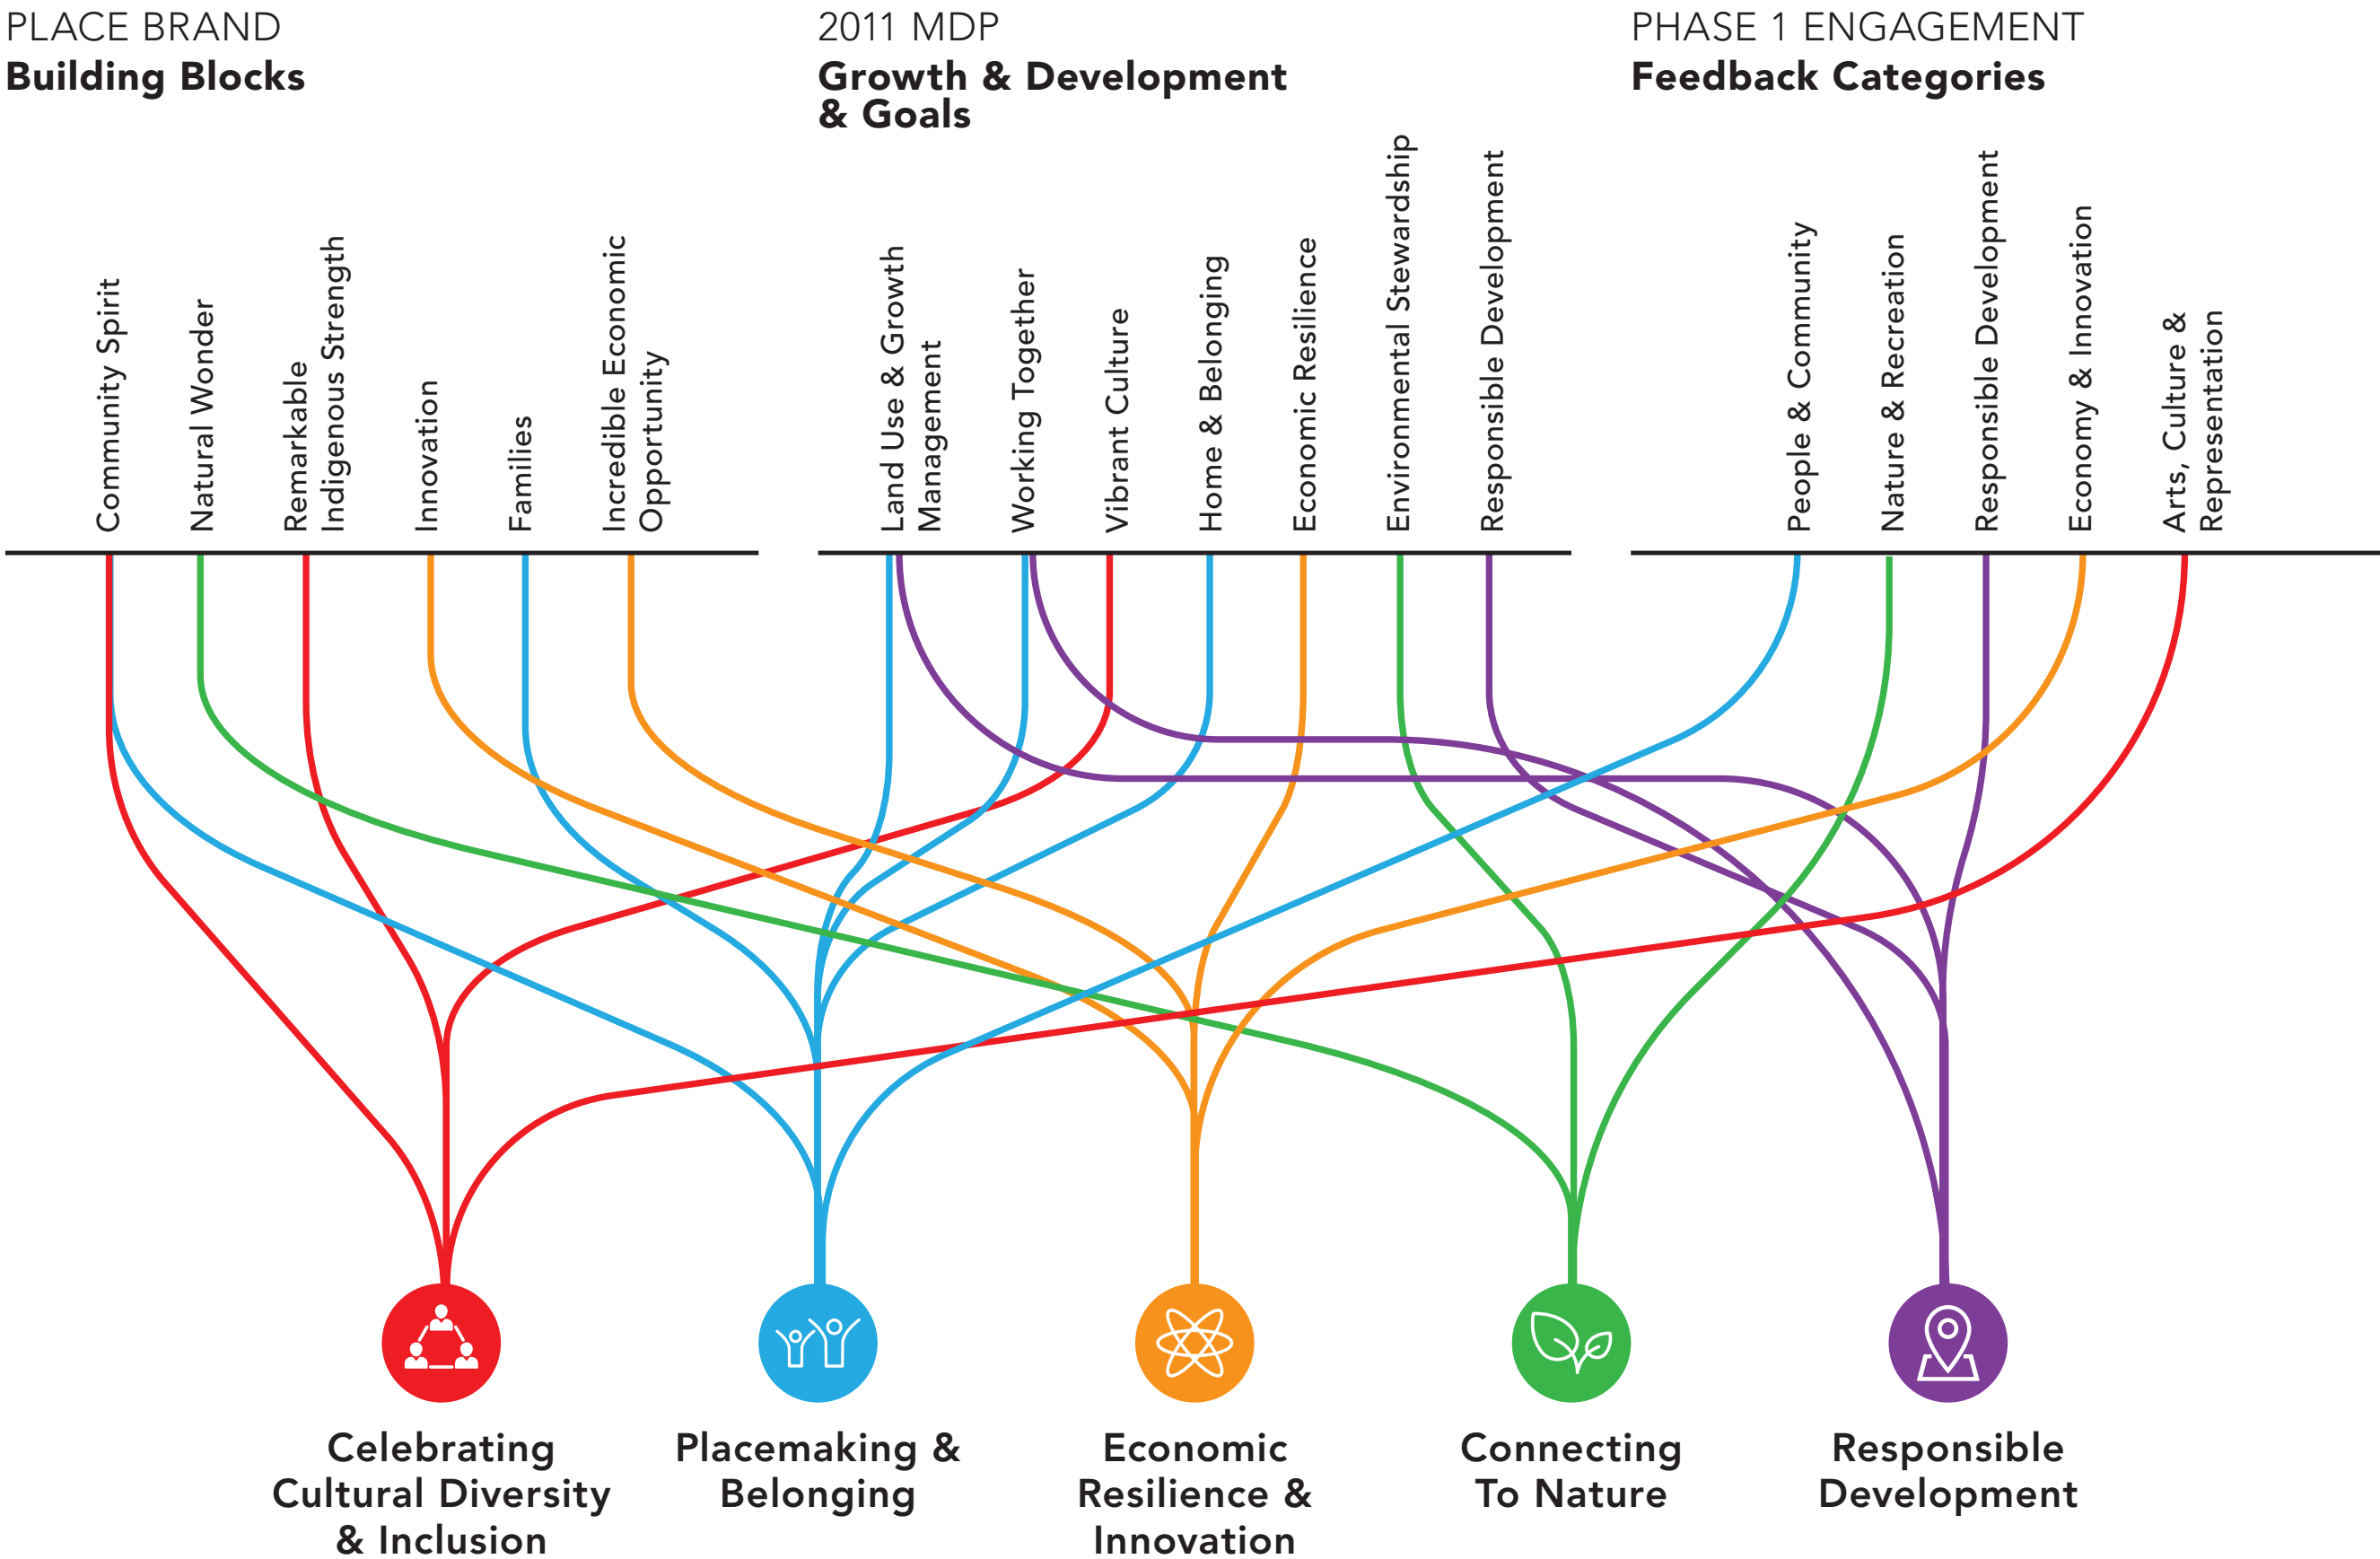 PLACE BRAND
Building Blocks
2011 MDP
Growth & Development
& Goals
PHASE 1 ENGAGEMENT
Feedback Categories
Community Spirit
Natural Wonder
Remarkable
Indigenous Strength
Innovation
Families
Incredible Economic
Opportunity
Land Use & Growth
Management
Working Together
Vibrant Culture
Home & Belonging
Economic Resilience
Environmental Stewardship
Responsible Development
People & Community
Nature & Recreation
Responsible Development
Economy & Innovation
Arts, Culture &
Representation
Celebrating
Cultural Diversity
& Inclusion
Placemaking &
Belonging
Economic
Resilience &
Innovation
Connecting
To Nature
Responsible
Development